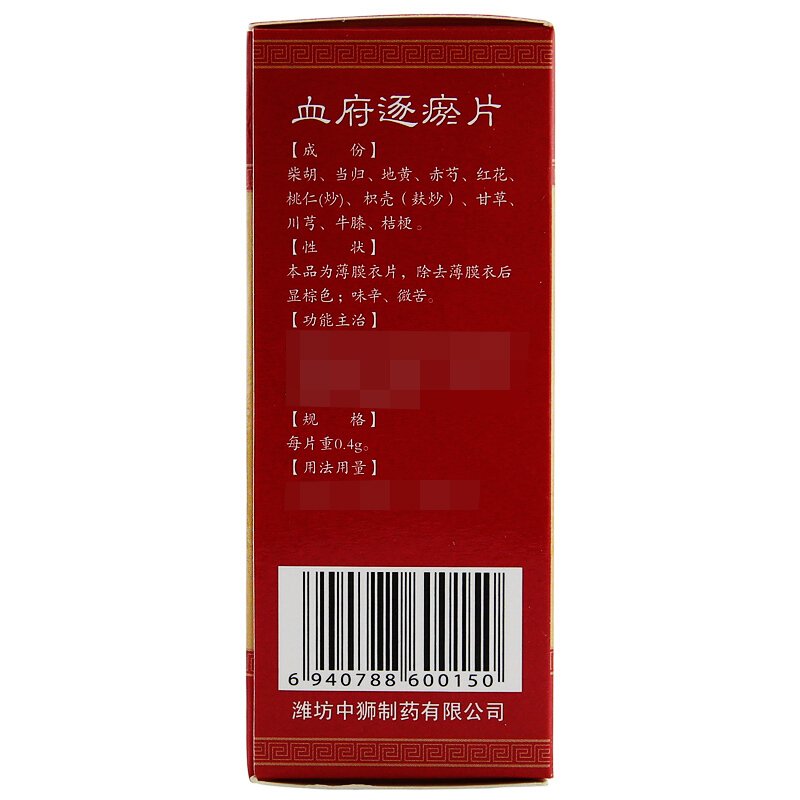 血府逐瘀片
【成　份】
柴胡、当归、地黄、赤芍、红花、
桃仁(炒)、枳壳（麸炒）、甘草、
川芎、牛膝、桔梗。
【性　状】
本品为薄膜衣片，除去薄膜衣后
显棕色；味辛、微苦。
【功能主治】
【规　格】
每片重0.4g。
【用法用量】
6 940788 600150
潍坊中狮制药有限公司